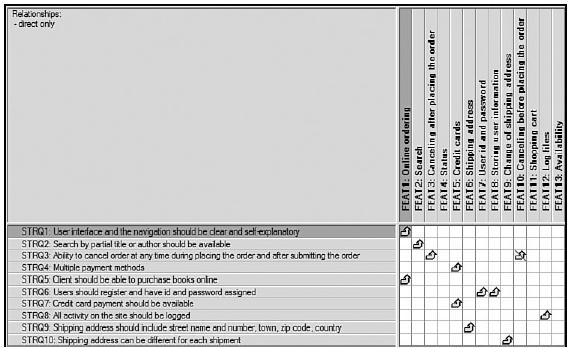 Relationships:
- direct only
FEAT1: Online ordering
FEAT2: Search
FEAT3: Canceling after placing the order
FEAT4: Status
FEAT5: Credit cards
FEAT6: Shipping address
FEAT7: User id and password
FEAT8: Storing user information
FEAT9: Change of shipping address
FEAT10: Canceling before placing the order
FEAT11: Shopping cart
FEAT12: Log files
FEAT13: Availability
STRQ1: User interface and the navigation should be clear and self-explanatory
STRQ2: Search by partial title or author should be available
STRQ3: Ability to cancel order at any time during placing the order and after submitting the order
STRQ4: Multiple payment methods
STRQ5: Client should be able to purchase books online
STRQ6: Users should register and have id and password assigned
STRQ7: Credit card payment should be available
STRQ8: All activity on the site should be logged
STRQ9: Shipping address should include street name and number, town, zip code, country
STRQ10: Shipping address can be different for each shipment